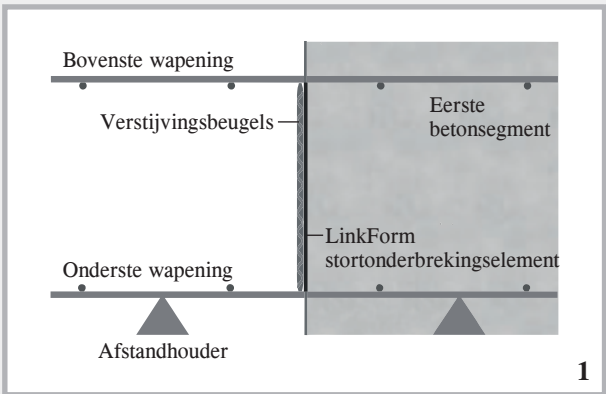 Bovenste wapening
Verstijvingsbeugels
Eerste
betonsegment
LinkForm
stortonderbrekingselement
Onderste wapening
Afstandhouder
1